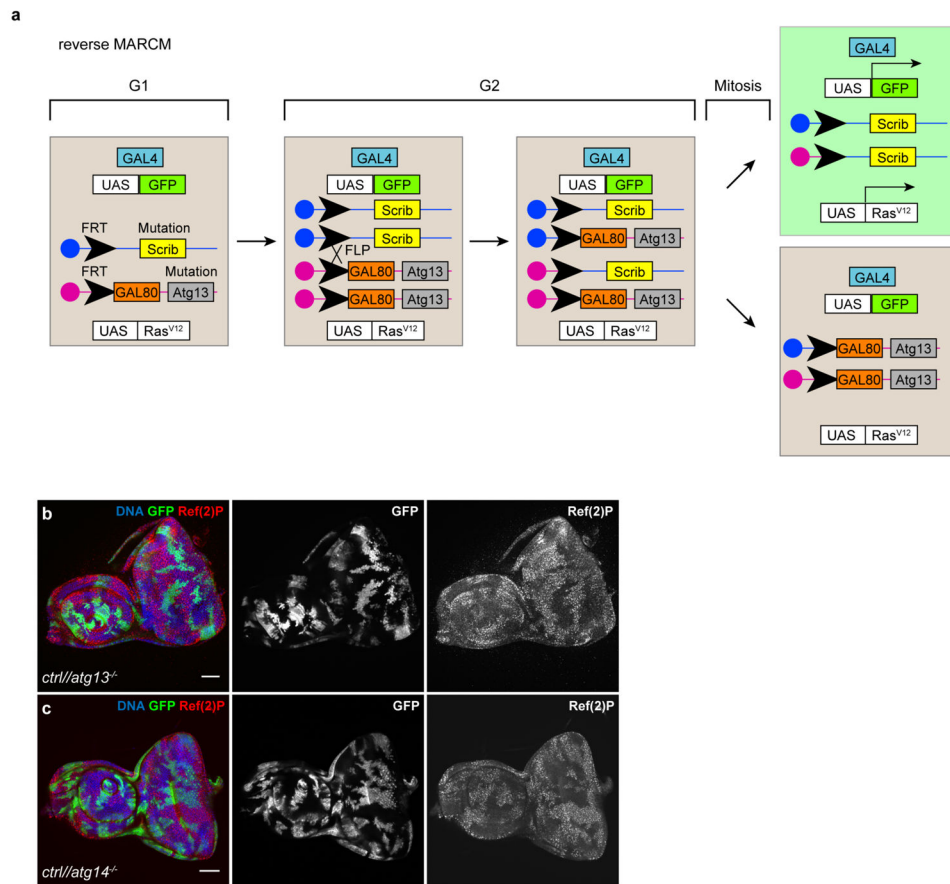 a
reverse MARCM
G1
G2
Mitosis
GAL4
UAS GFP
FRT Mutation
Scrib
FRT Mutation
GAL80 Atg13
UAS RasV12
GAL4
UAS GFP
Scrib
Scrib
FLP
GAL80 Atg13
GAL80 Atg13
UAS RasV12
GAL4
UAS GFP
Scrib
GAL80 Atg13
Scrib
GAL80 Atg13
UAS RasV12
GAL4
UAS GFP
Scrib
Scrib
UAS RasV12
GAL4
UAS GFP
GAL80 Atg13
GAL80 Atg13
UAS RasV12
b DNA GFP Ref(2)P
ctrl//atg13-/-
GFP
Ref(2)P
c DNA GFP Ref(2)P
ctrl//atg14-/-
GFP
Ref(2)P